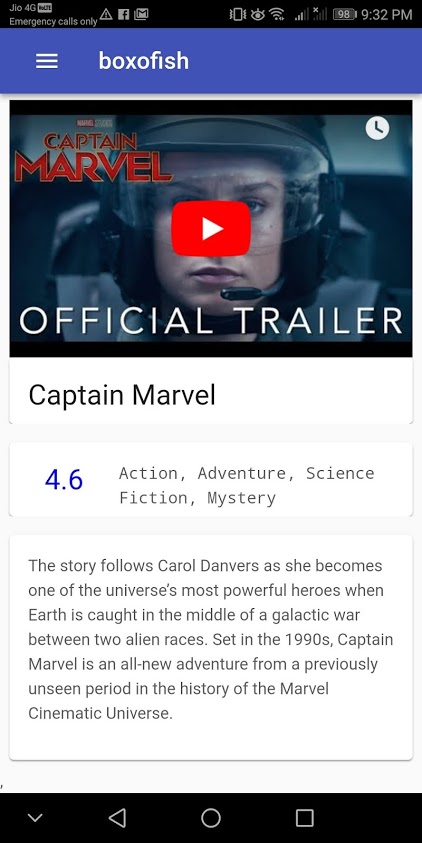 Jio 4G VoLTE
Emergency calls only
98
9:32 PM
boxofish
MARVEL STUDIOS
CAPTAIN
MARVEL
OFFICIAL TRAILER
Captain Marvel
4.6
Action, Adventure, Science
Fiction, Mystery
The story follows Carol Danvers as she becomes
one of the universe’s most powerful heroes when
Earth is caught in the middle of a galactic war
between two alien races. Set in the 1990s, Captain
Marvel is an all-new adventure from a previously
unseen period in the history of the Marvel
Cinematic Universe.
,